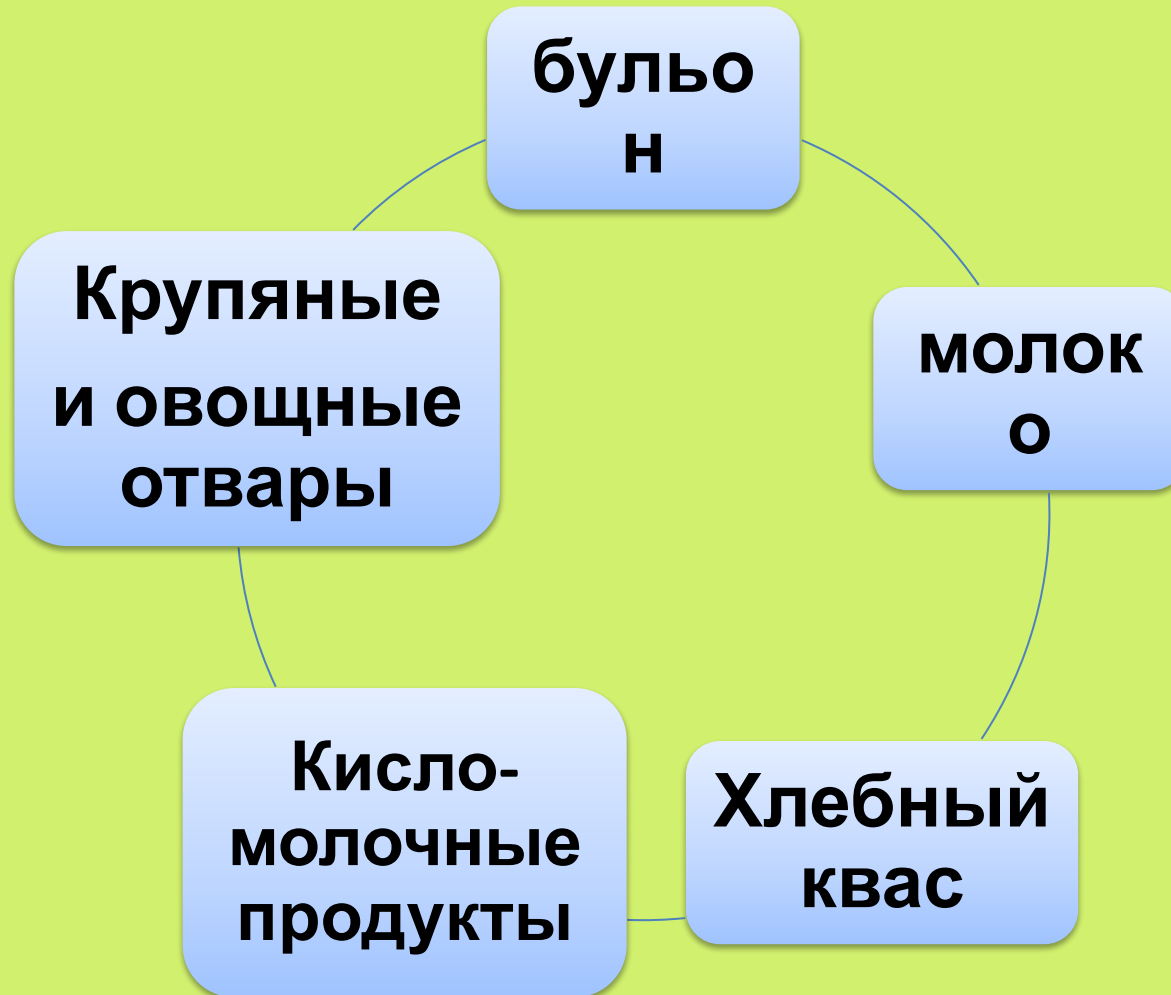 бульо
н
молок
о
Хлебный
квас
Кисло-
молочные
продукты
Крупяные
и овощные
отвары